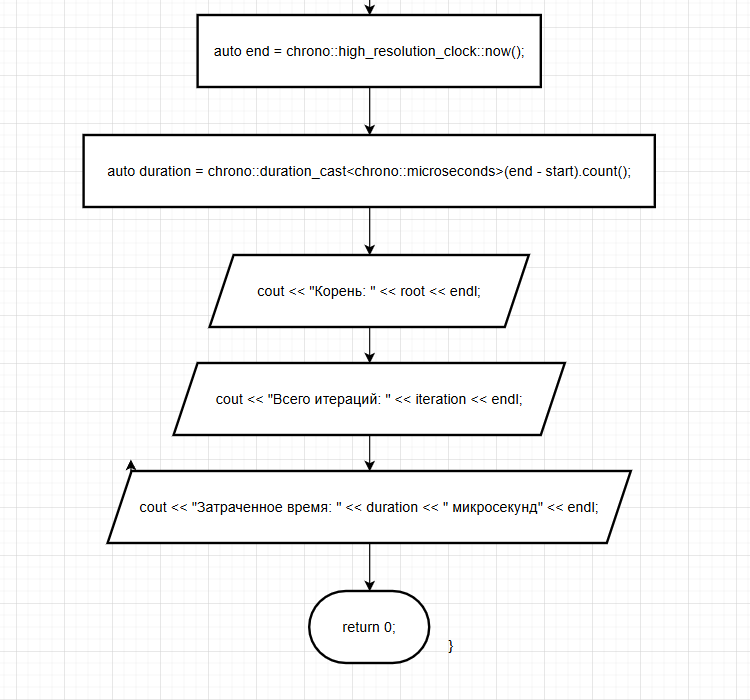 auto end = chrono::high_resolution_clock::now();
auto duration = chrono::duration_cast<chrono::microseconds>(end - start).count();
cout << "Корень: " << root << endl;
cout << "Всего итераций: " << iteration << endl;
cout << "Затраченное время: " << duration << " микросекунд" << endl;
return 0;
}